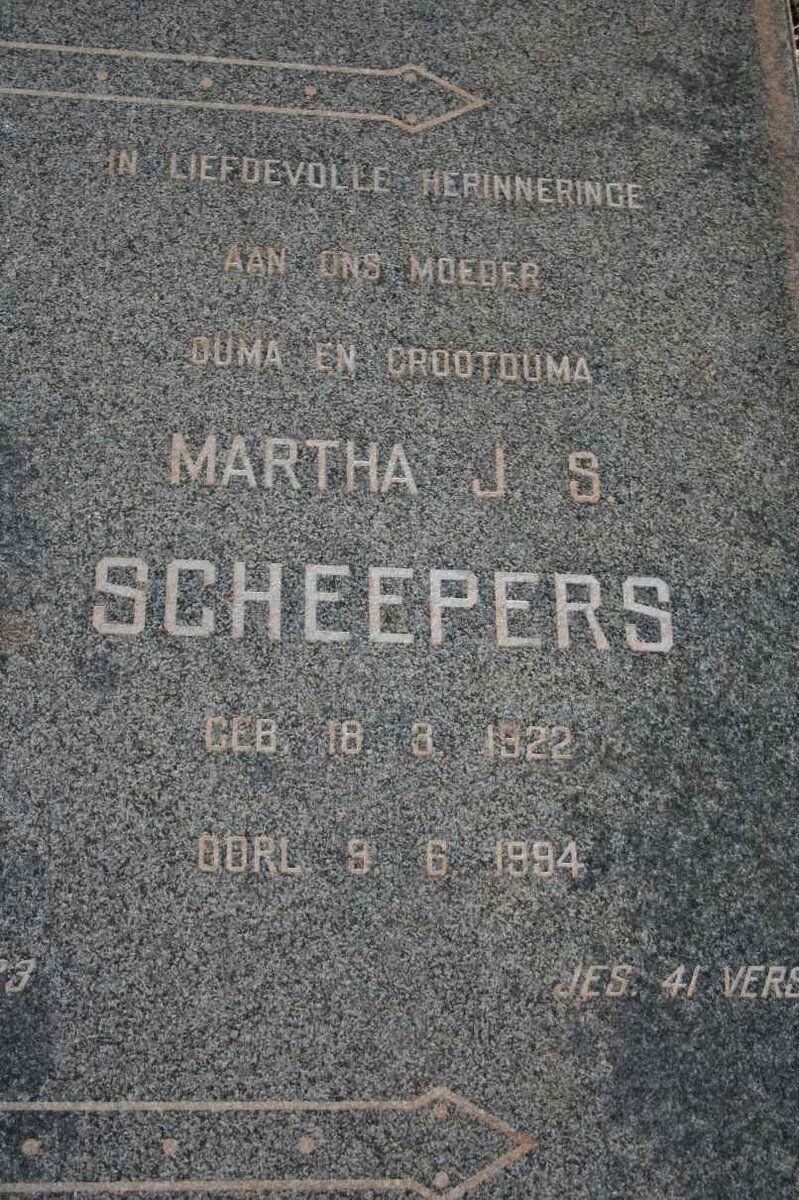 IN LIEFDEVOLLE HERINNERINGE
AAN ONS MOEDER
OUMA EN GROOTOUMA
MARTHA J. S.
SCHEEPERS
GEB. 18. 3. 1922
OORL 9. 6. 1994
JES. 41 VERS